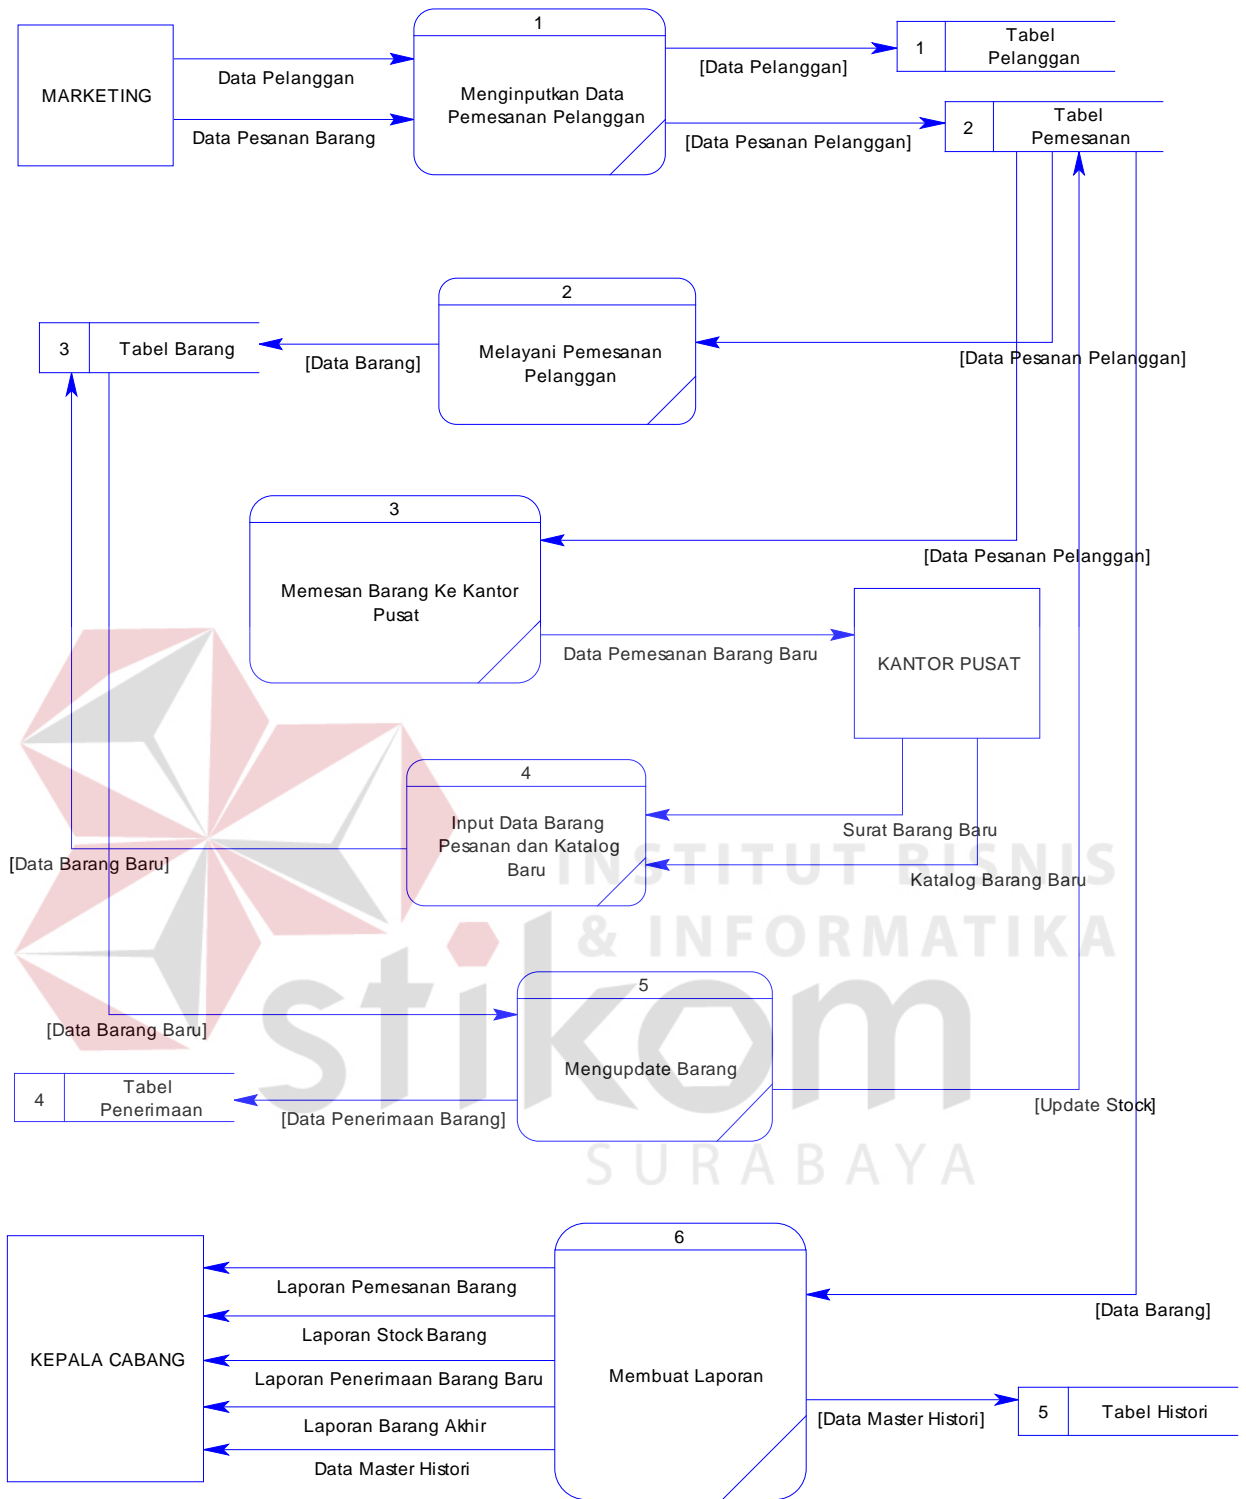 1
Tabel
Pelanggan
1
MARKETING
Data Pelanggan
Data Pesanan Barang
Menginputkan Data
Pemesanan Pelanggan
[Data Pelanggan]
[Data Pesanan Pelanggan]
2
Tabel
Pemesanan
2
Melayani Pemesanan
Pelanggan
3
Tabel Barang
[Data Barang]
[Data Pesanan Pelanggan]
3
Memesan Barang Ke Kantor
Pusat
[Data Pesanan Pelanggan]
Data Pemesanan Barang Baru
KANTOR PUSAT
4
Input Data Barang
Pesanan dan Katalog
Baru
Surat Barang Baru
Katalog Barang Baru
[Data Barang Baru]
INSTITUT BISNIS
& INFORMATIKA
stikom
SURABAYA
5
Mengupdate Barang
[Data Barang Baru]
4
Tabel
Penerimaan
[Data Penerimaan Barang]
[Update Stock]
6
Membuat Laporan
KEPALA CABANG
Laporan Pemesanan Barang
Laporan Stock Barang
Laporan Penerimaan Barang Baru
Laporan Barang Akhir
Data Master Histori
[Data Barang]
[Data Master Histori]
5
Tabel Histori